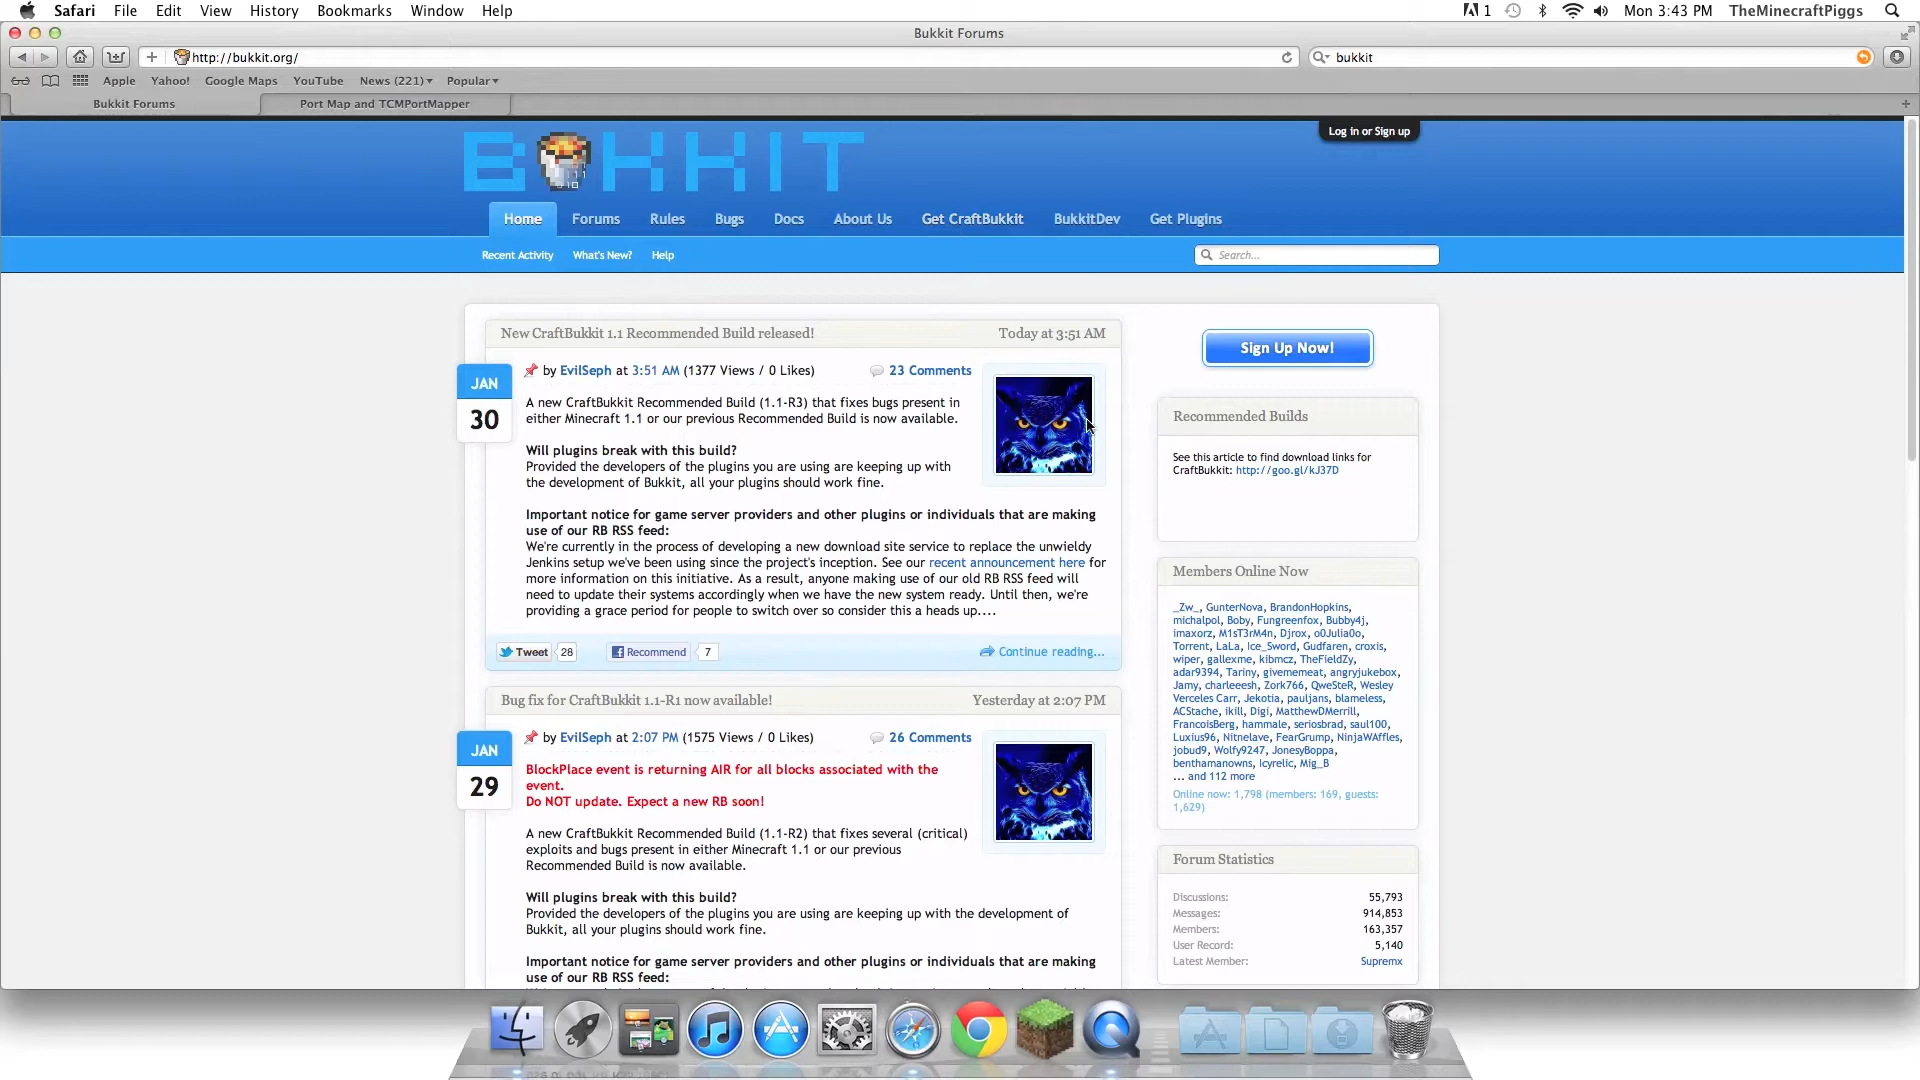 Safari File Edit View History Bookmarks Window Help
1 Mon 3:43 PM TheMinecraftPiggs
Bukkit Forums
http://bukkit.org/
bukkit
Apple Yahoo! Google Maps YouTube News (221)▾ Popular▾
Bukkit Forums Port Map and TCMPortMapper
Log in or Sign up
BUKKIT
Home Forums Rules Bugs Docs About Us Get CraftBukkit BukkitDev Get Plugins
Recent Activity What's New? Help
Search...
New CraftBukkit 1.1 Recommended Build released! Today at 3:51 AM
JAN
30
by EvilSeph at 3:51 AM (1377 Views / 0 Likes) 23 Comments
A new CraftBukkit Recommended Build (1.1-R3) that fixes bugs present in
either Minecraft 1.1 or our previous Recommended Build is now available.
Will plugins break with this build?
Provided the developers of the plugins you are using are keeping up with
the development of Bukkit, all your plugins should work fine.
Important notice for game server providers and other plugins or individuals that are making
use of our RB RSS feed:
We're currently in the process of developing a new download site service to replace the unwieldy
Jenkins setup we've been using since the project's inception. See our recent announcement here for
more information on this initiative. As a result, anyone making use of our old RB RSS feed will
need to update their systems accordingly when we have the new system ready. Until then, we're
providing a grace period for people to switch over so consider this a heads up....
Tweet 28 Recommend 7 Continue reading...
Bug fix for CraftBukkit 1.1-R1 now available! Yesterday at 2:07 PM
JAN
29
by EvilSeph at 2:07 PM (1575 Views / 0 Likes) 26 Comments
BlockPlace event is returning AIR for all blocks associated with the
event.
Do NOT update. Expect a new RB soon!
A new CraftBukkit Recommended Build (1.1-R2) that fixes several (critical)
exploits and bugs present in either Minecraft 1.1 or our previous
Recommended Build is now available.
Will plugins break with this build?
Provided the developers of the plugins you are using are keeping up with the development of
Bukkit, all your plugins should work fine.
Important notice for game server providers and other plugins or individuals that are making
use of our RB RSS feed:
Sign Up Now!
Recommended Builds
See this article to find download links for
CraftBukkit: http://goo.gl/kJ37D
Members Online Now
_Zw_, GunterNova, BrandonHopkins,
michalpol, Boby, Fungreenfox, Bubby4j,
imaxorz, M1sT3rM4n, Djrox, o0Julia0o,
Torrent, LaLa, Ice_Sword, Gudfaren, croxis,
wiper, gallexme, kibmcz, TheFieldZy,
adar9394, Tariny, givemmeat, angryjukebox,
Jamy, charleeesh, Zork766, QweSteR, Wesley
Verceles Carr, Jekotia, pauljans, blameless,
ACStache, ikill, Digi, MatthewDMerrill,
FrancoisBerg, hammale, seriosbrad, saul100,
Luxius96, Nitnelave, FearGrump, NinjaWAffles,
jobud9, Wolfy9247, JonesyBoppa,
benthamanowns, Icyrelic, Mig_B
... and 112 more
Online now: 1,798 (members: 169, guests:
1,629)
Forum Statistics
Discussions: 55,793
Messages: 914,853
Members: 163,357
User Record: 5,140
Latest Member: Supremx